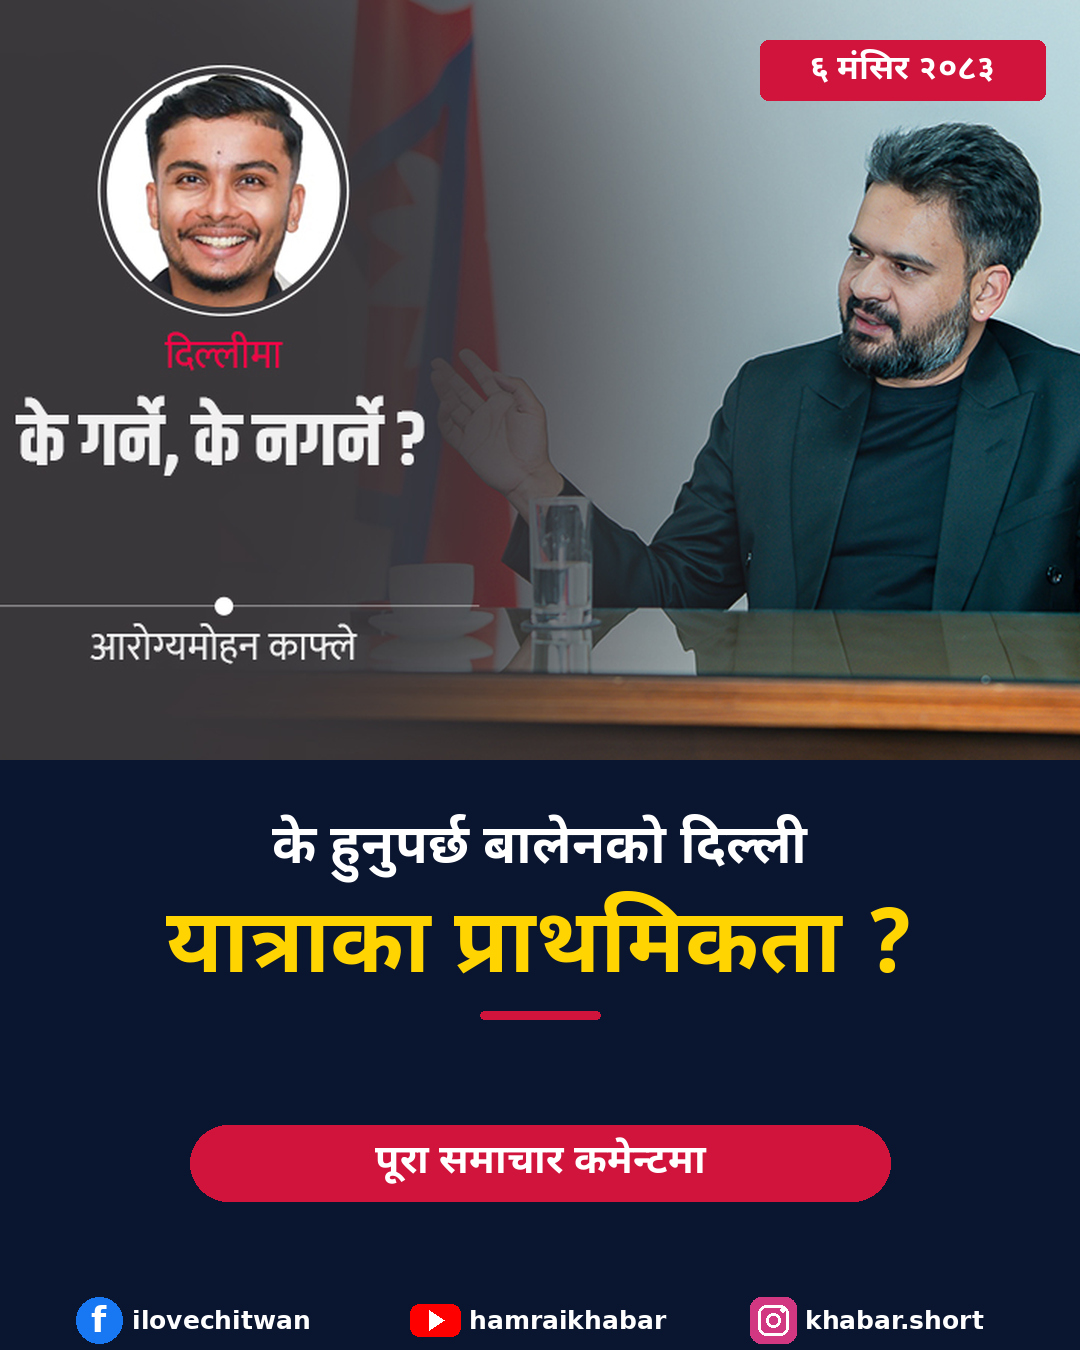 ६ मंसिर २०८३
दिल्लीमा
के गर्ने, के नगर्ने ?
आरोग्यमोहन काफ्ले
के हुनुपर्छ बालेनको दिल्ली
यात्राका प्राथमिकता ?
पूरा समाचार कमेन्टमा
ilovechitwan
hamraikhabar
khabar.short